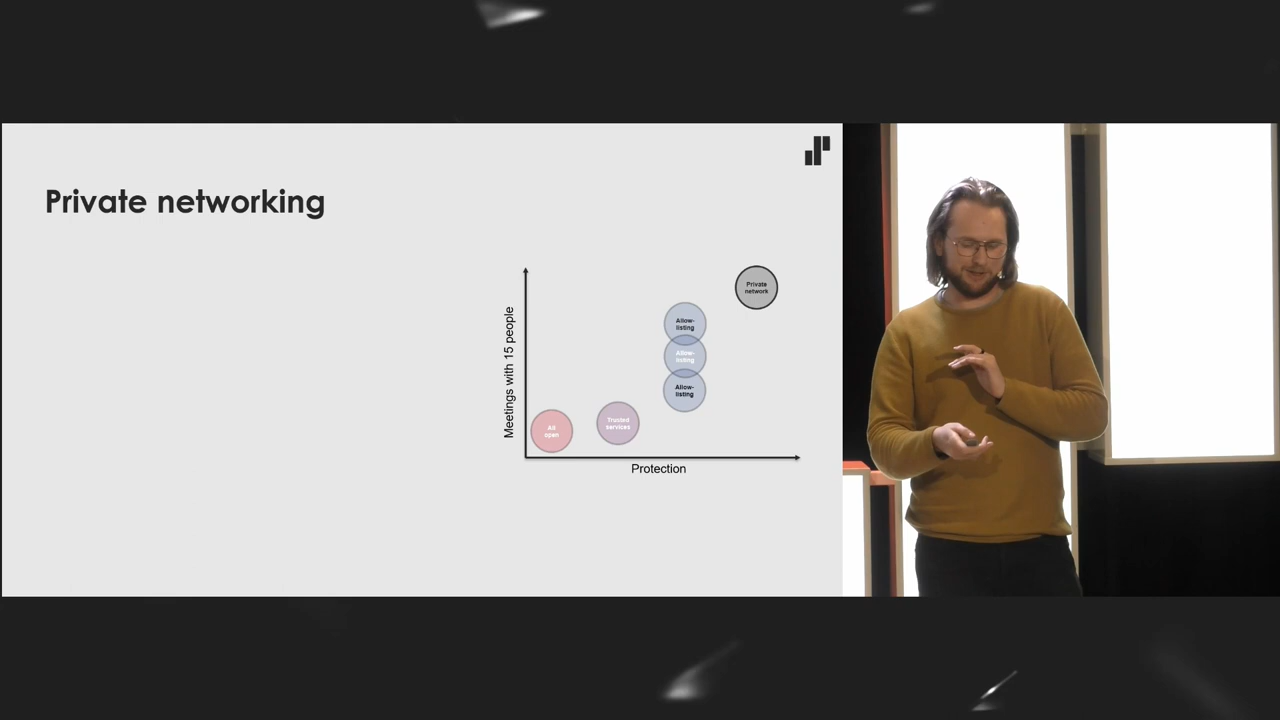 Private networking
Meetings with 15 people
Private
network
Allow-
listing
Allow-
listing
Allow-
listing
All
open
Trusted
services
Protection